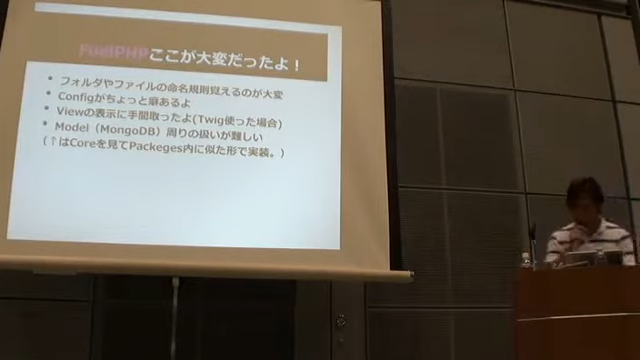 FuelPHPここが大変だったよ！
• フォルダやファイルの命名規則覚えるのが大変
• Configがちょっと癖あるよ
• Viewの表示に手間取ったよ(Twig使った場合)
• Model（MongoDB）周りの扱いが難しい
(↑はCoreを見てPackeges内に似た形で実装。)